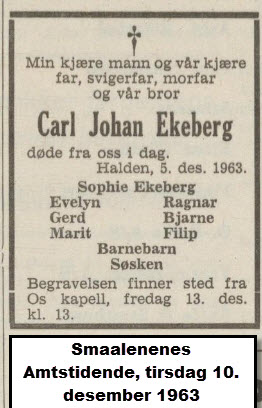 Min kjære mann og vår kjære
far, svigerfar, morfar
og vår bror
Carl Johan Ekeberg
døde fra oss i dag.
Halden, 5. des. 1963.
Sophie Ekeberg
Evelyn Ragnar
Gerd Bjarne
Marit Filip
Barnebarn
Søsken
Begravelsen finner sted fra
Os kapell, fredag 13. des.
kl. 13.
Smaalenenes
Amtstidende, tirsdag 10.
desember 1963